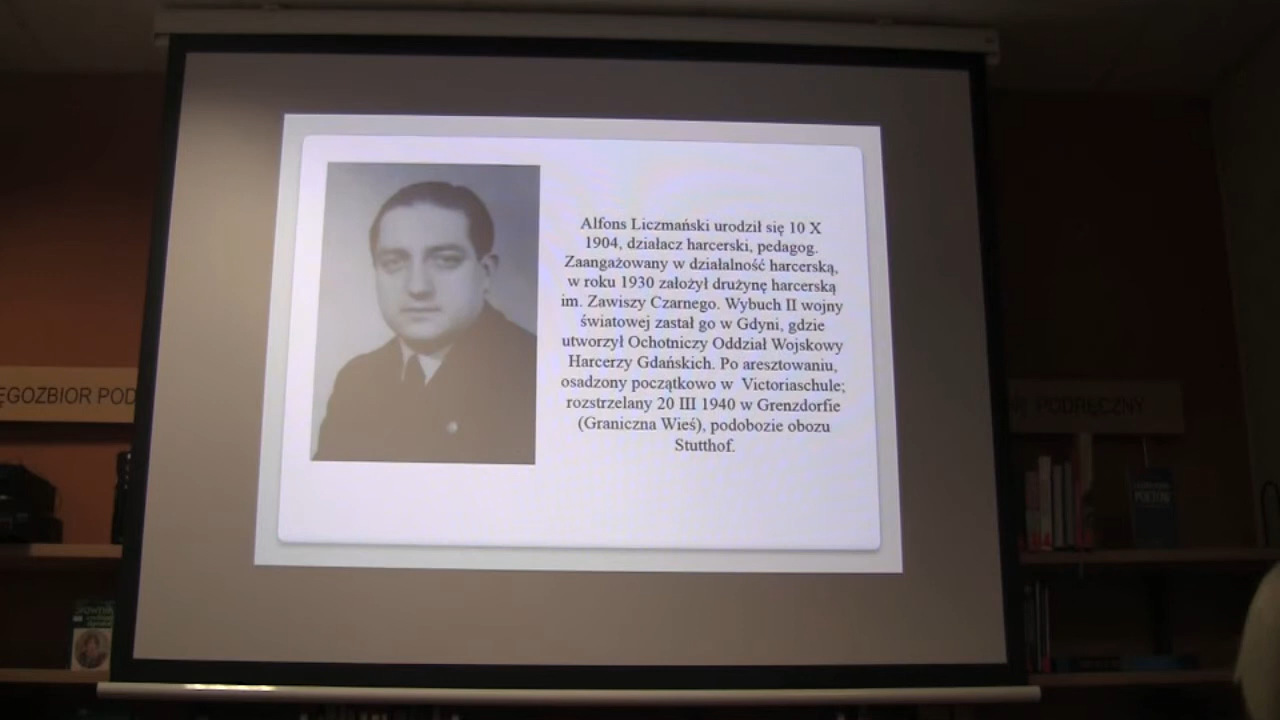 Alfons Liczmański urodził się 10 X
1904, działacz harcerski, pedagog.
Zaangażowany w działalność harcerską,
w roku 1930 założył drużynę harcerską
im. Zawiszy Czarnego. Wybuch II wojny
światowej zastał go w Gdyni, gdzie
utworzył Ochotniczy Oddział Wojskowy
Harcerzy Gdańskich. Po aresztowaniu,
osadzony początkowo w Victoriaschule;
rozstrzelany 20 III 1940 w Grenzdorfie
(Graniczna Wieś), podobozie obozu
Stutthof.
ĘGOZBIOR POD
PODRĘCZNY
Słownik
POETÓW